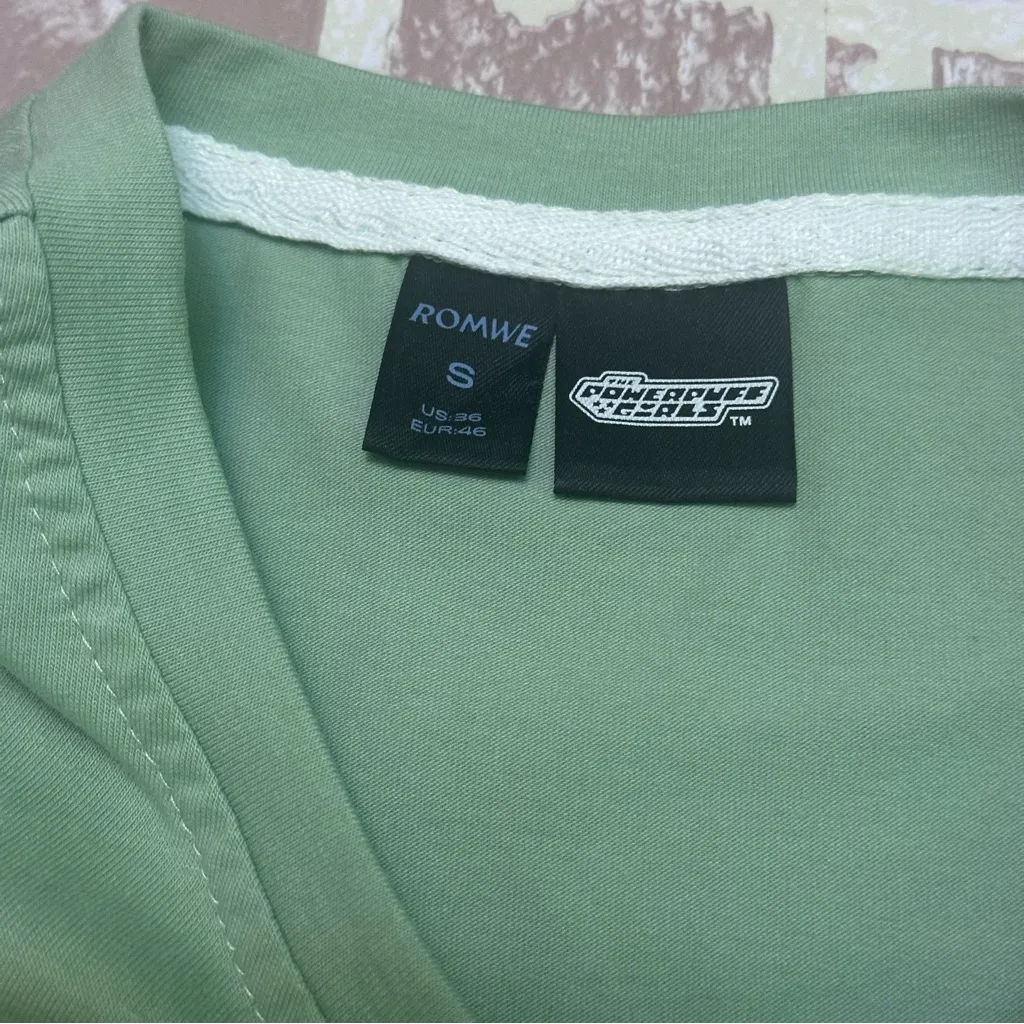 ROMWE
S
US:36
EUR:46
THE
POWERPUFF
GIRLS
TM